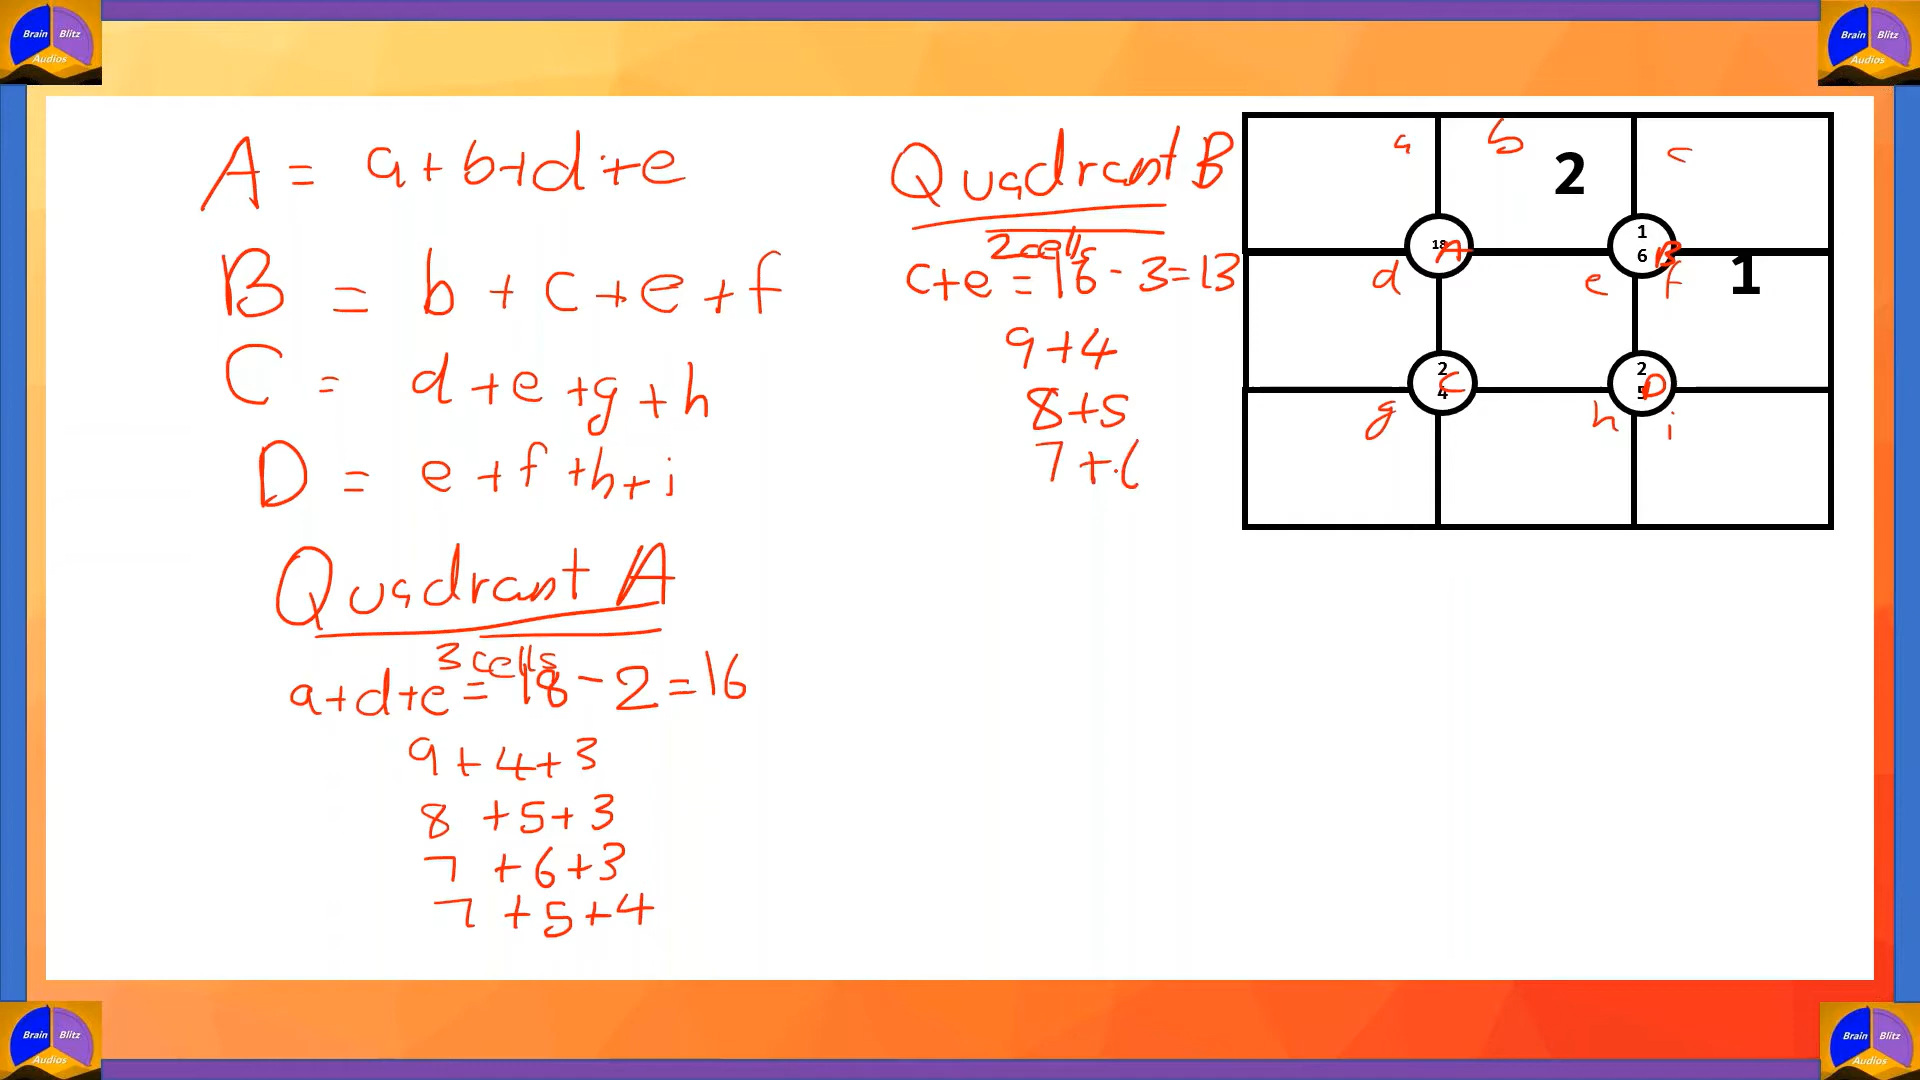 Brain Blitz
Audios
Brain Blitz
Audios
A = a+b+d+e
B = b+c+e+f
C = d+e+g+h
D = e+f+h+i
Quadrant A
3 cells
a+d+e = 18-2=16
9+4+3
8+5+3
7+6+3
7+5+4
Quadrant B
2 cells
c+e = 16-3=13
9+4
8+5
7+
a b 2 c
18 A
1
6 B
d e f 1
2
4 C
2
5 D
g h i
Brain Blitz
Audios
Brain Blitz
Audios